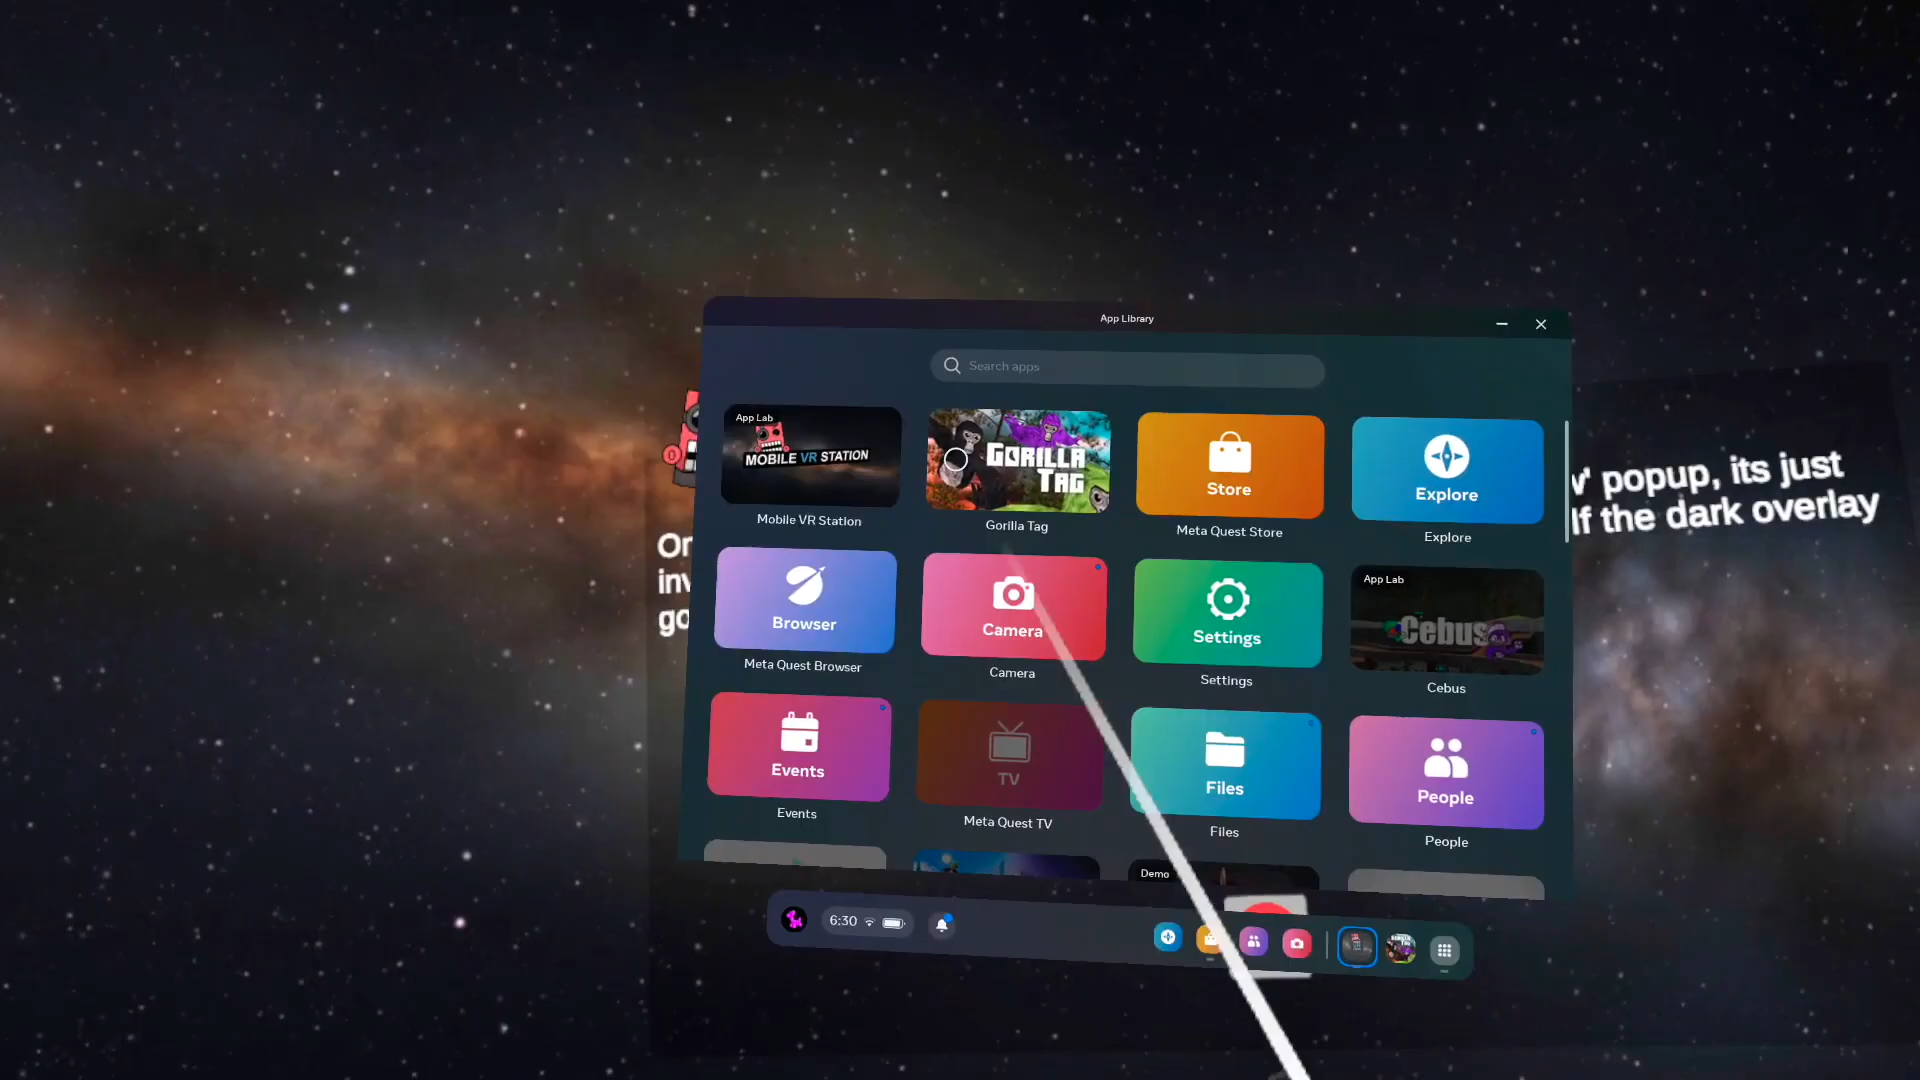 App Library
Search apps
App Lab
MOBILE VR STATION
Mobile VR Station
GORILLA
TAG
Gorilla Tag
Store
Meta Quest Store
Explore
Explore
popup, its just
the dark overlay
Browser
Meta Quest Browser
Camera
Camera
Settings
Settings
App Lab
Cebus
Cebus
Events
Events
TV
Meta Quest TV
Files
Files
People
People
Demo
6:30